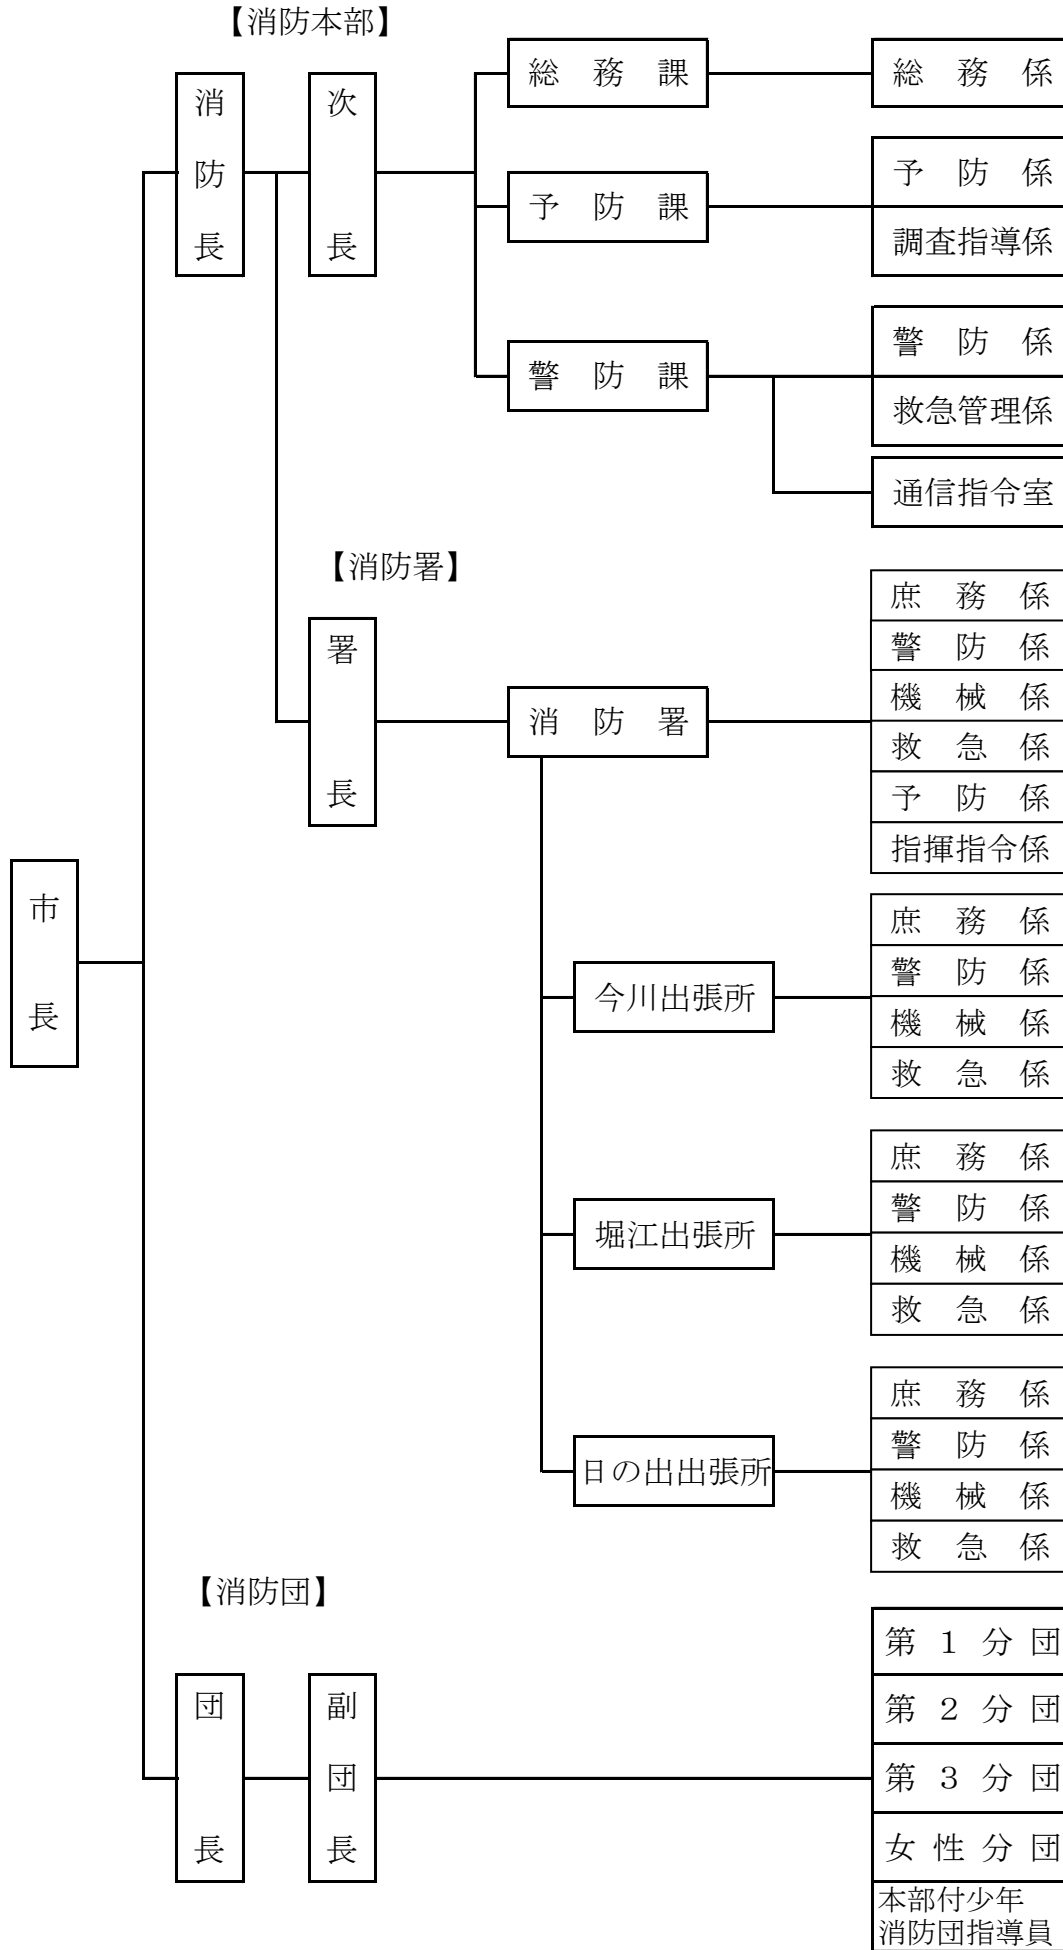 【消防本部】
消防長
次長
総務課
総務係
予防課
予防係
調査指導係
警防課
警防係
救急管理係
通信指令室
【消防署】
署長
消防署
庶務係
警防係
機械係
救急係
予防係
指揮指令係
市長
今川出張所
庶務係
警防係
機械係
救急係
堀江出張所
庶務係
警防係
機械係
救急係
日の出出張所
庶務係
警防係
機械係
救急係
【消防団】
団長
副団長
第１分団
第２分団
第３分団
女性分団
本部付少年
消防団指導員